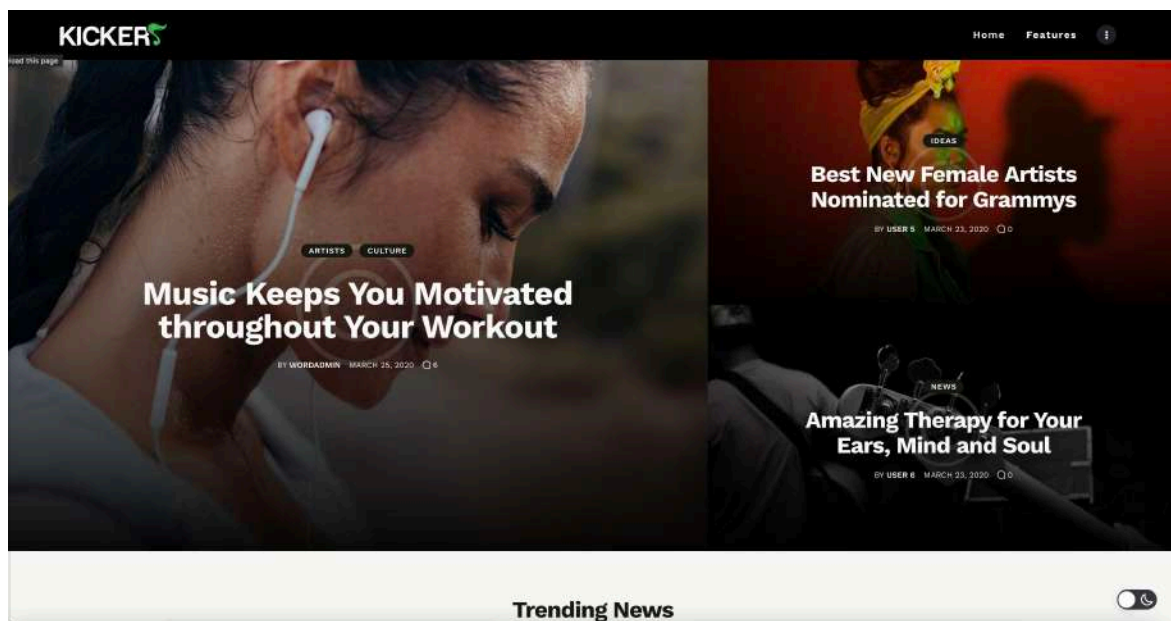 KICKER
Home Features
load this page
ARTISTS CULTURE
Music Keeps You Motivated
throughout Your Workout
BY WORDADMIN MARCH 25, 2020 6
IDEAS
Best New Female Artists
Nominated for Grammys
BY USER 5 MARCH 23, 2020 0
NEWS
Amazing Therapy for Your
Ears, Mind and Soul
BY USER 6 MARCH 23, 2020 0
Trending News